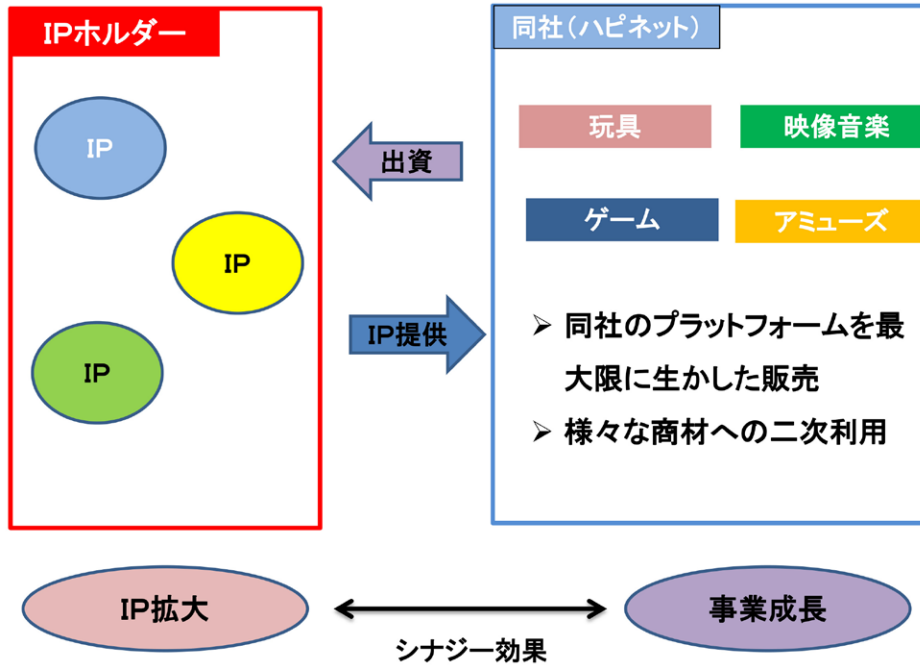 IPホルダー
IP
IP
IP
出資
IP提供
同社(ハピネット)
玩具
映像音楽
ゲーム
アミューズ
➢ 同社のプラットフォームを最
大限に生かした販売
➢ 様々な商材への二次利用
IP拡大
シナジー効果
事業成長